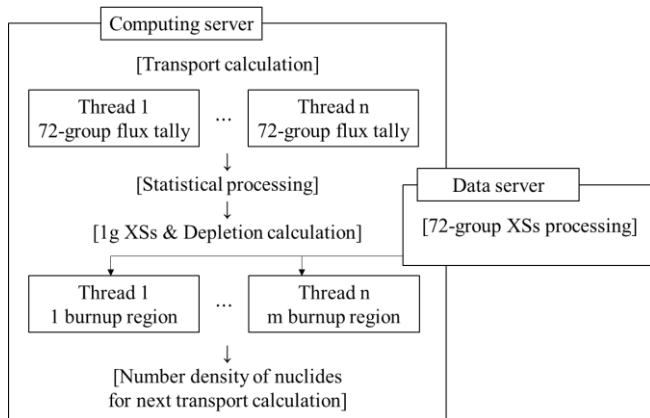 Computing server
[Transport calculation]
Thread 1
72-group flux tally
...
Thread n
72-group flux tally
↓
[Statistical processing]
↓
[1g XSs & Depletion calculation]
Data server
[72-group XSs processing]
Thread 1
1 burnup region
...
Thread n
m burnup region
↓
[Number density of nuclides
for next transport calculation]